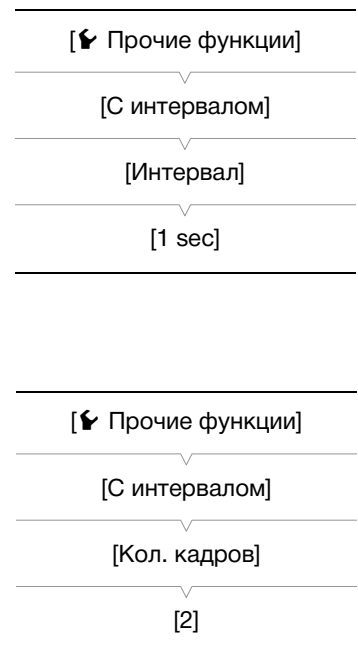 [Прочие функции]
[С интервалом]
[Интервал]
[1 sec]
[Прочие функции]
[С интервалом]
[Кол. кадров]
[2]